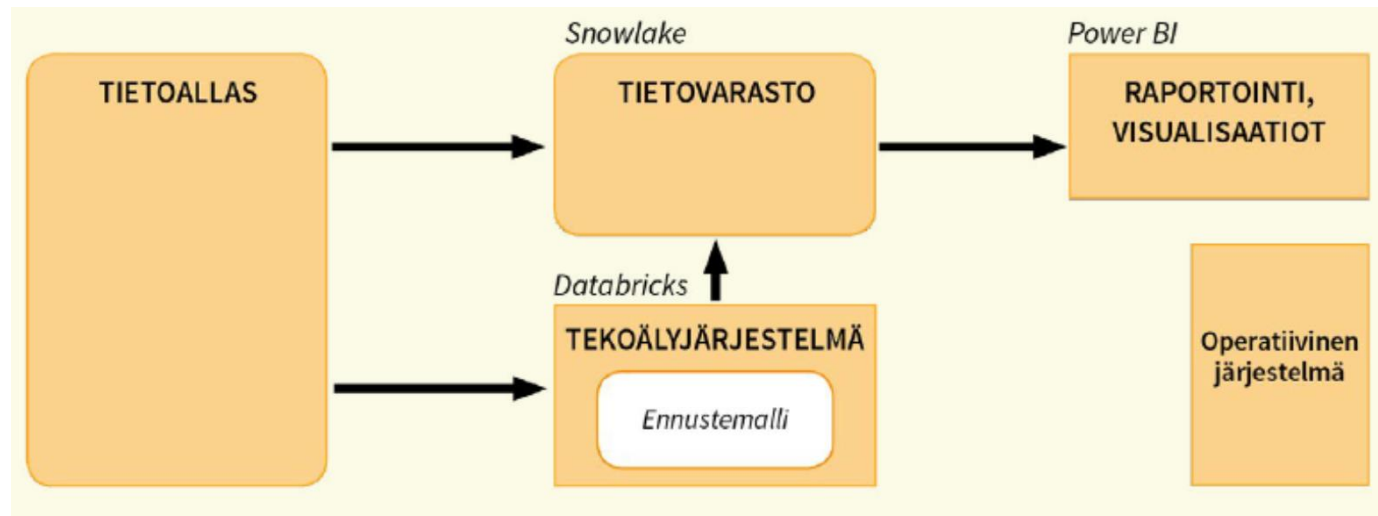 TIETOALLAS
Snowlake
TIETOVARASTO
Power BI
RAPORTOINTI,
VISUALISAATIOT
Databricks
TEKOÄLYJÄRJESTELMÄ
Ennustemalli
Operatiivinen
järjestelmä